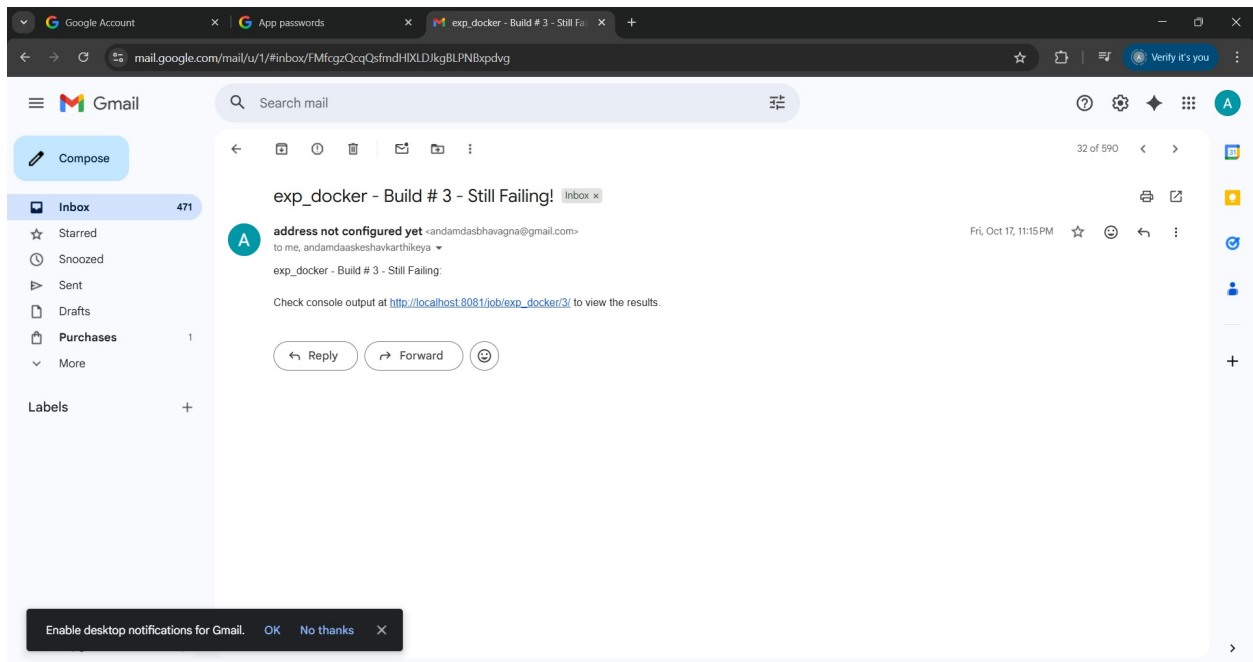 Google Account
App passwords
exp_docker - Build # 3 - Still Fai
mail.google.com/mail/u/1/#inbox/FMfcgzQcqQsfmdHlXLDJkgBLPNBxpdvg
Verify it's you
Gmail
Search mail
A
Compose
32 of 590
31
exp_docker - Build # 3 - Still Failing! Inbox ×
Inbox 471
Starred
Snoozed
Sent
Drafts
Purchases 1
More
Labels
A
address not configured yet <andamdasbhavagna@gmail.com>
Fri, Oct 17, 11:15 PM
to me, andamdaaskeshavkarthikeya
exp_docker - Build # 3 - Still Failing:
Check console output at http://localhost:8081/job/exp_docker/3/ to view the results.
Reply
Forward
Enable desktop notifications for Gmail. OK No thanks